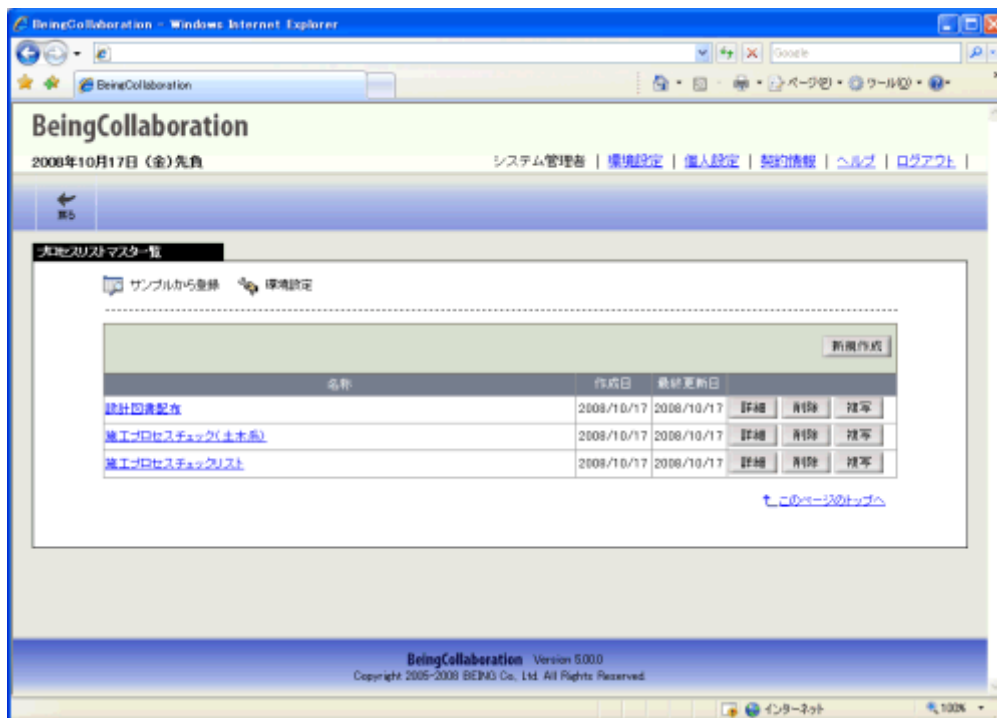 BeingCollaboration - Windows Internet Explorer
Google
BeingCollaboration
ページ(P) ツール(O)
BeingCollaboration
2008年10月17日 (金)先負
システム管理者 | 環境設定 | 個人設定 | 契約情報 | ヘルプ | ログアウト |
戻る
プロセスリストマスター覧
サンプルから登録 環境設定
新規作成
名称 作成日 最終更新日
設計図書配布 2008/10/17 2008/10/17 詳細 削除 複写
施工プロセスチェック(土木系) 2008/10/17 2008/10/17 詳細 削除 複写
施工プロセスチェックリスト 2008/10/17 2008/10/17 詳細 削除 複写
このページのトップへ
BeingCollaboration Version 5.00.0
Copyright 2005-2008 BEING Co., Ltd. All Rights Reserved.
インターネット 100%